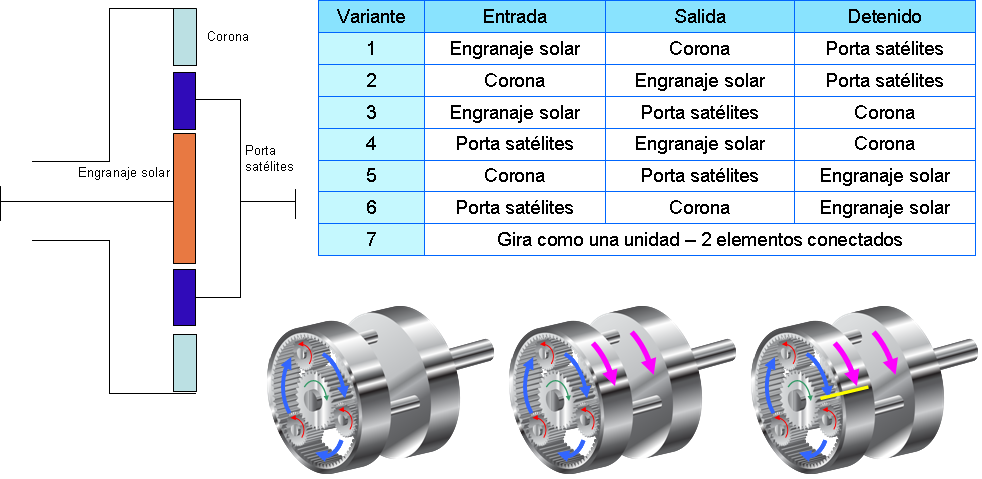 Corona
Engranaje solar
Porta
satélites
Variante Entrada Salida Detenido
1 Engranaje solar Corona Porta satélites
2 Corona Engranaje solar Porta satélites
3 Engranaje solar Porta satélites Corona
4 Porta satélites Engranaje solar Corona
5 Corona Porta satélites Engranaje solar
6 Porta satélites Corona Engranaje solar
7 Gira como una unidad – 2 elementos conectados